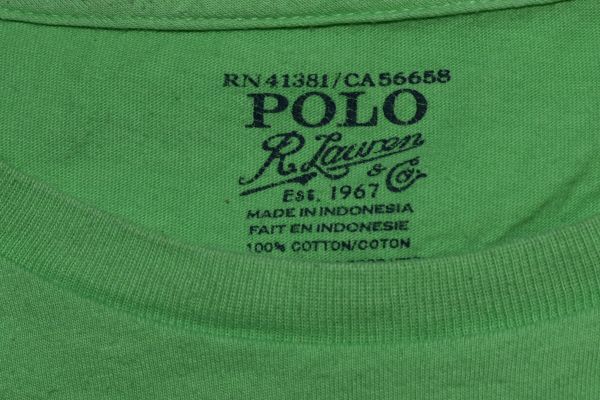 RN 41381/CA 56658
POLO
R. Lauren
& Co
EST. 1967
MADE IN INDONESIA
FAIT EN INDONESIE
100% COTTON/COTON